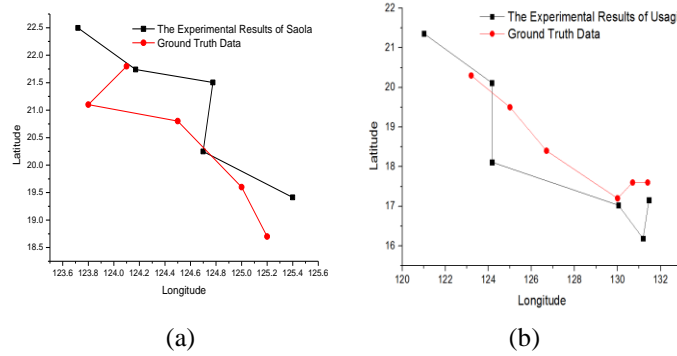 The Experimental Results of Saola
Ground Truth Data
22.5
22.0
21.5
21.0
20.5
20.0
19.5
19.0
18.5
Latitude
123.6 123.8 124.0 124.2 124.4 124.6 124.8 125.0 125.2 125.4 125.6
Longitude
(a)
The Experimental Results of Usagi
Ground Truth Data
22
21
20
19
18
17
16
Latitude
120 122 124 126 128 130 132
Longitude
(b)